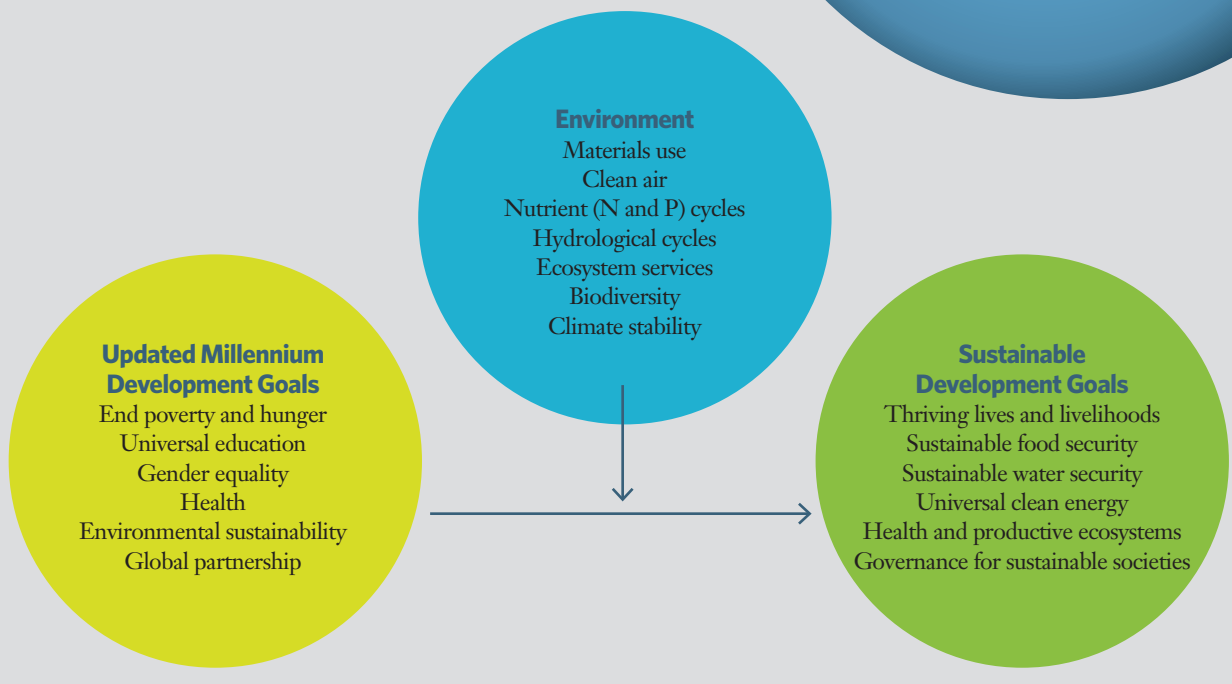 Environment
Materials use
Clean air
Nutrient (N and P) cycles
Hydrological cycles
Ecosystem services
Biodiversity
Climate stability
Updated Millennium
Development Goals
End poverty and hunger
Universal education
Gender equality
Health
Environmental sustainability
Global partnership
Sustainable
Development Goals
Thriving lives and livelihoods
Sustainable food security
Sustainable water security
Universal clean energy
Health and productive ecosystems
Governance for sustainable societies